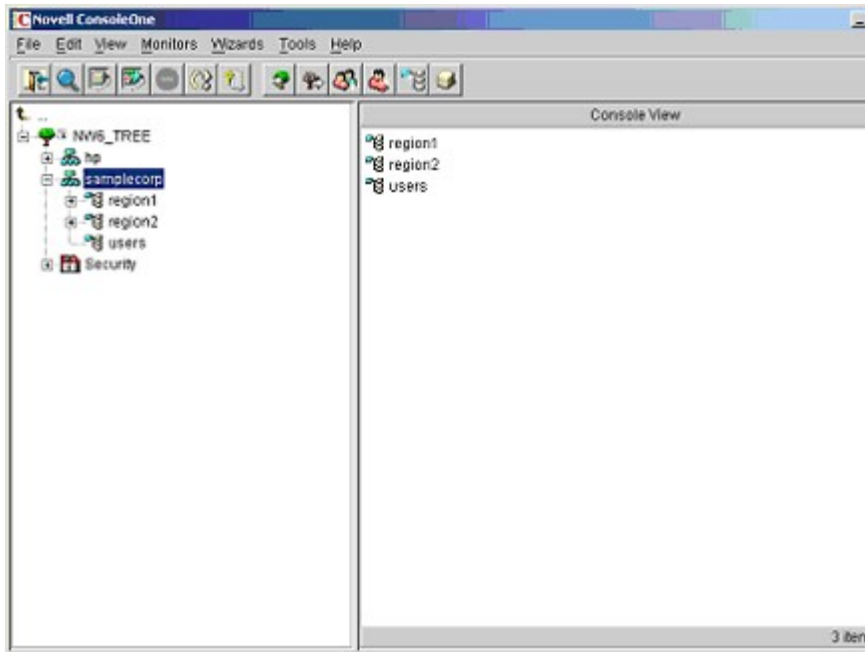 Novell ConsoleOne
File Edit View Monitors Wizards Tools Help
..
NW6_TREE
hp
samplecorp
region1
region2
users
Security
Console View
region1
region2
users
3 item